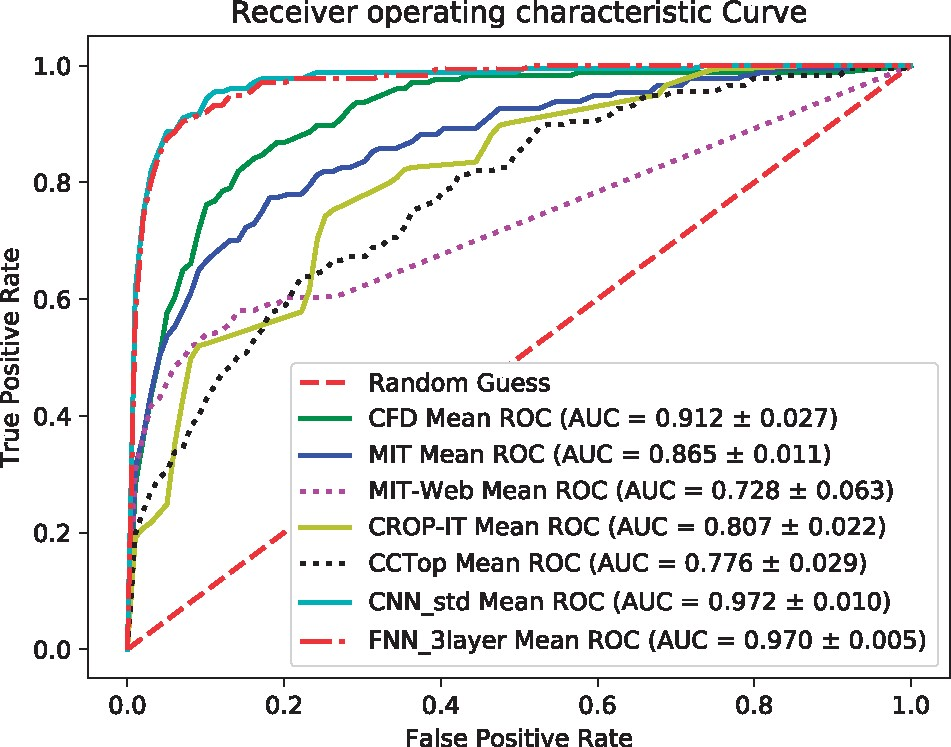 Receiver operating characteristic Curve
True Positive Rate
1.0
0.8
0.6
0.4
0.2
0.0
Random Guess
CFD Mean ROC (AUC = 0.912 ± 0.027)
MIT Mean ROC (AUC = 0.865 ± 0.011)
MIT-Web Mean ROC (AUC = 0.728 ± 0.063)
CROP-IT Mean ROC (AUC = 0.807 ± 0.022)
CCTop Mean ROC (AUC = 0.776 ± 0.029)
CNN_std Mean ROC (AUC = 0.972 ± 0.010)
FNN_3layer Mean ROC (AUC = 0.970 ± 0.005)
0.0 0.2 0.4 0.6 0.8 1.0
False Positive Rate